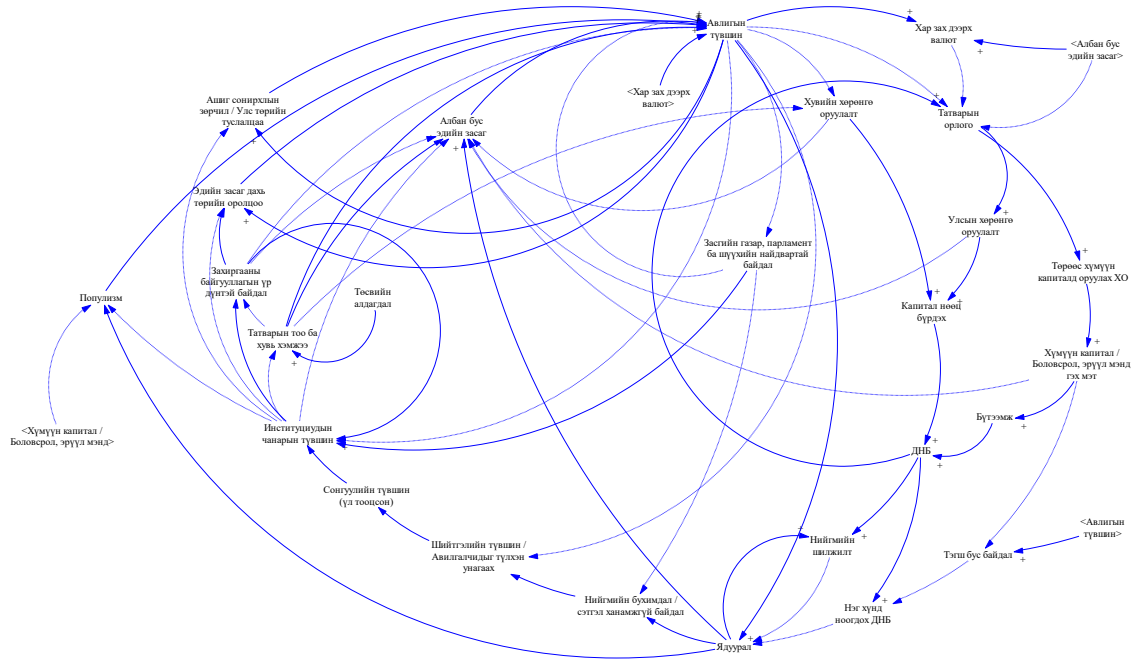 Авлигын
түвшин
Хар зах дээрх
валют
<Албан бус
эдийн засаг>
<Хар зах дээрх
валют>
Хувийн хөрөнгө
оруулалт
Татварын
орлого
Ашиг сонирхлын
зөрчил / Улс төрийн
туслалцаа
Албан бус
эдийн засаг
Эдийн засаг дахь
төрийн оролцоо
Улсын хөрөнгө
оруулалт
Засгийн газар, парламент
ба шүүхийн найдвартай
байдал
Захиргааны
байгууллагын үр
дүнтэй байдал
Төсвийн
алдагдал
Төрөөс хүмүүн
капиталд оруулах ХО
Популизм
Капитал нөөц
бүрдэх
Татварын тоо ба
хувь хэмжээ
Хүмүүн капитал /
Боловсрол, эрүүл мэнд
гэх мэт
<Хүмүүн капитал /
Боловсрол, эрүүл мэнд>
Институциудын
чанарын түвшин
Бүтээмж
ДНБ
Сонгуулийн түвшин
(үл тооцсон)
Шийтгэлийн түвшин /
Авилгалчидыг түлхэн
унагаах
Нийгмийн
шилжилт
Тэгш бус байдал
<Авлигын
түвшин>
Нийгмийн бухимдал /
сэтгэл ханамжгүй байдал
Нэг хүнд
ноогдох ДНБ
Ядуурал